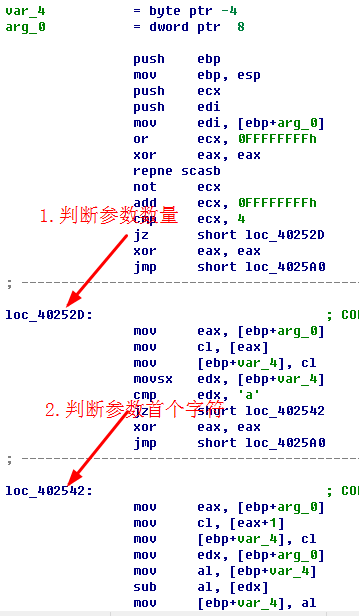 var_4 = byte ptr -4
arg_0 = dword ptr 8
push ebp
mov ebp, esp
push ecx
push edi
mov edi, [ebp+arg_0]
or ecx, 0FFFFFFFFh
xor eax, eax
repne scasb
not ecx
add ecx, 0FFFFFFFFh
1.判断参数数量
cmp ecx, 4
jz short loc_40252D
xor eax, eax
jmp short loc_4025A0
; ---------------------------------------------
loc_40252D: ; CO
mov eax, [ebp+arg_0]
mov cl, [eax]
mov [ebp+var_4], cl
movsx edx, [ebp+var_4]
cmp edx, 'a'
2.判断参数首个字符
jz short loc_402542
xor eax, eax
jmp short loc_4025A0
; ---------------------------------------------
loc_402542: ; CO
mov eax, [ebp+arg_0]
mov cl, [eax+1]
mov [ebp+var_4], cl
mov edx, [ebp+arg_0]
mov al, [ebp+var_4]
sub al, [edx]
mov [ebp+var_4], al